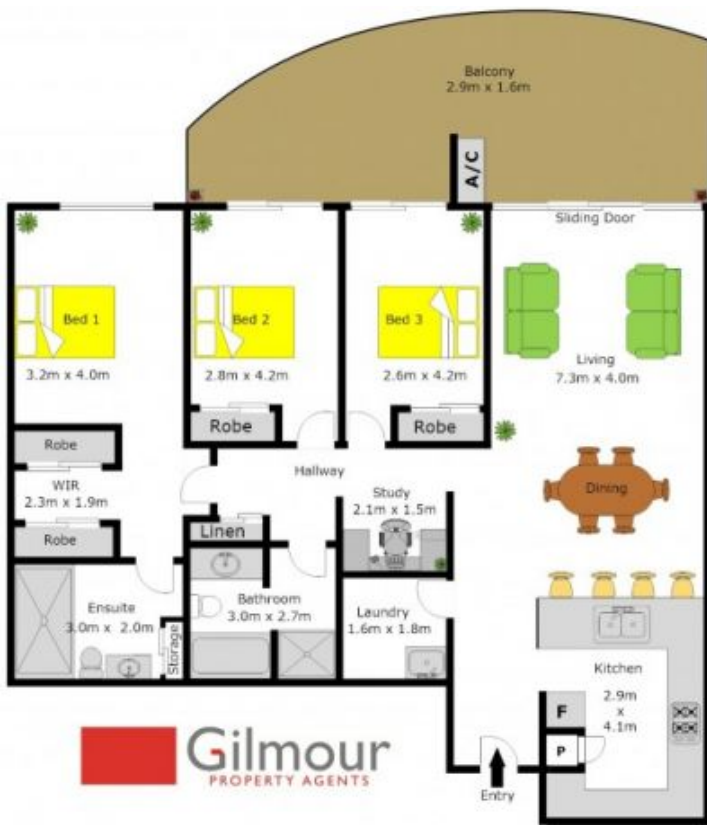 Balcony
2.9m x 1.6m
A/C
Sliding Door
Bed 1
3.2m x 4.0m
Bed 2
2.8m x 4.2m
Bed 3
2.6m x 4.2m
Living
7.3m x 4.0m
Robe
Robe
Robe
WIR
2.3m x 1.9m
Robe
Hallway
Study
2.1m x 1.5m
Dining
Linen
Ensuite
3.0m x 2.0m
Storage
Bathroom
3.0m x 2.7m
Laundry
1.6m x 1.8m
Kitchen
2.9m
x
4.1m
F
P
Entry
Gilmour
PROPERTY AGENTS